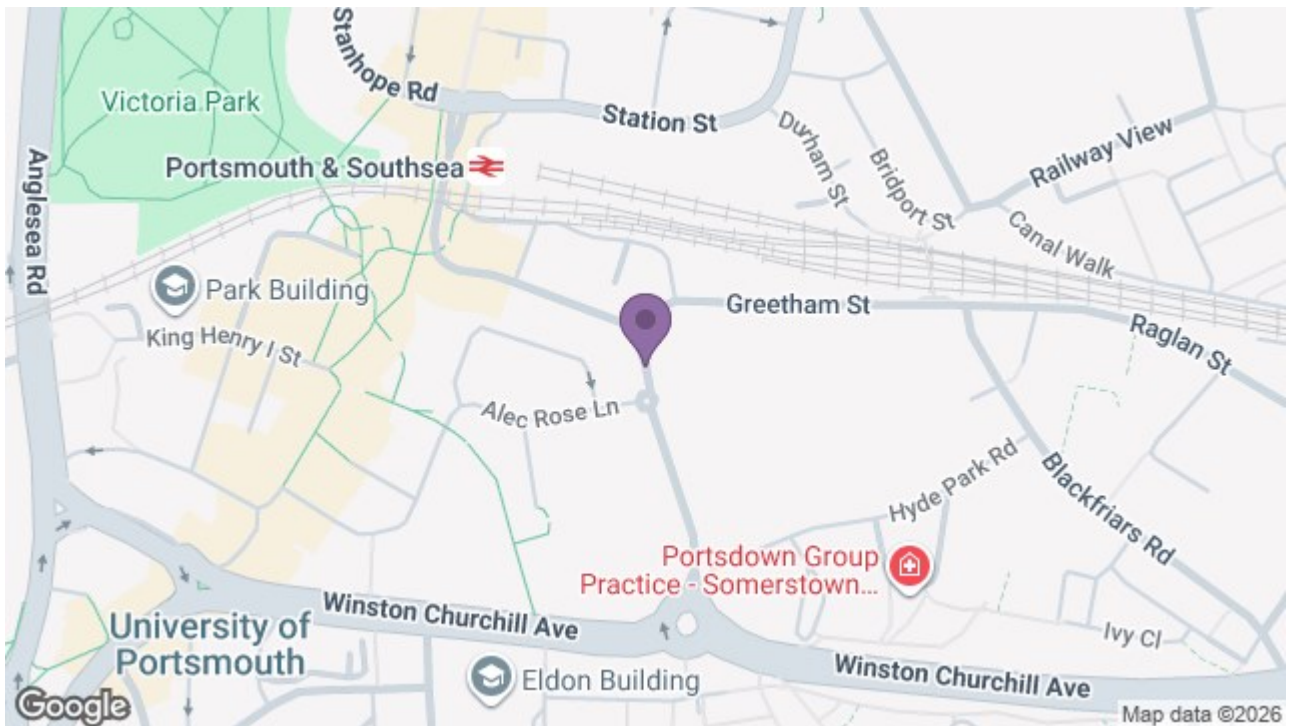 Stanhope Rd
Victoria Park
Station St
Durham St
Bridport St
Railway View
Portsmouth & Southsea
Anglesea Rd
Canal Walk
Park Building
Greetham St
Raglan St
King Henry I St
Alec Rose Ln
Hyde Park Rd
Blackfriars Rd
Portsdown Group
Practice - Somerstown...
Winston Churchill Ave
University of
Portsmouth
Ivy Cl
Eldon Building
Winston Churchill Ave
Google
Map data ©2026